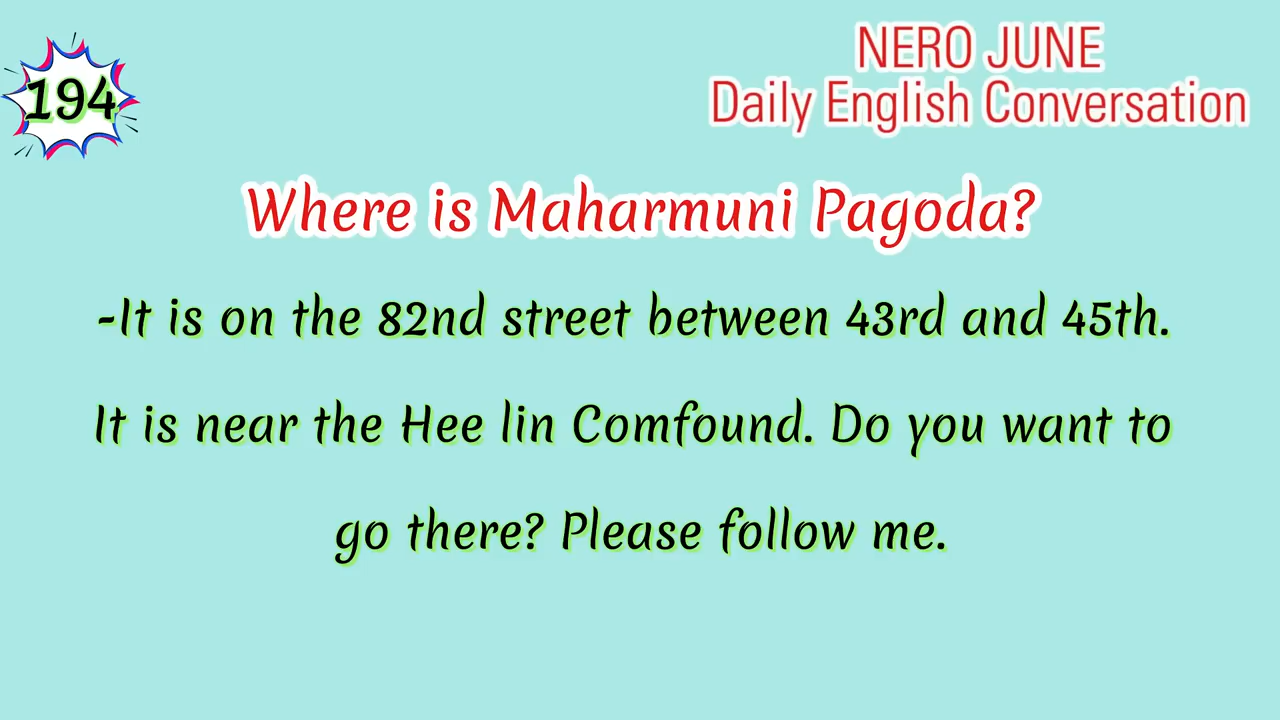 194
NERO JUNE
Daily English Conversation
Where is Maharmuni Pagoda?
-It is on the 82nd street between 43rd and 45th.
It is near the Hee lin Comfound. Do you want to
go there? Please follow me.